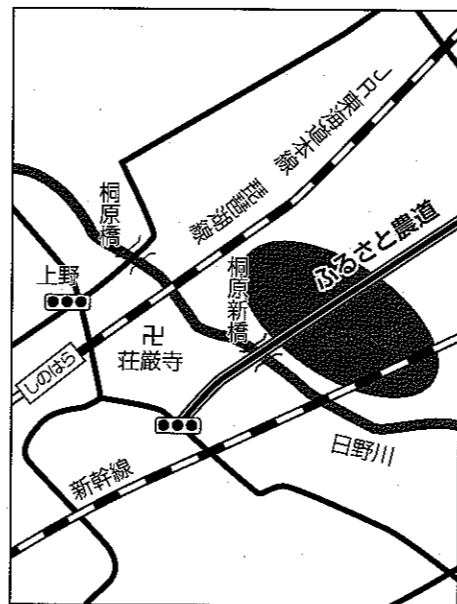 JR東海道本線
琵琶湖線
桐原橋
ふるさと農道
桐原新橋
上野
卍
荘厳寺
しのはら
日野川
新幹線